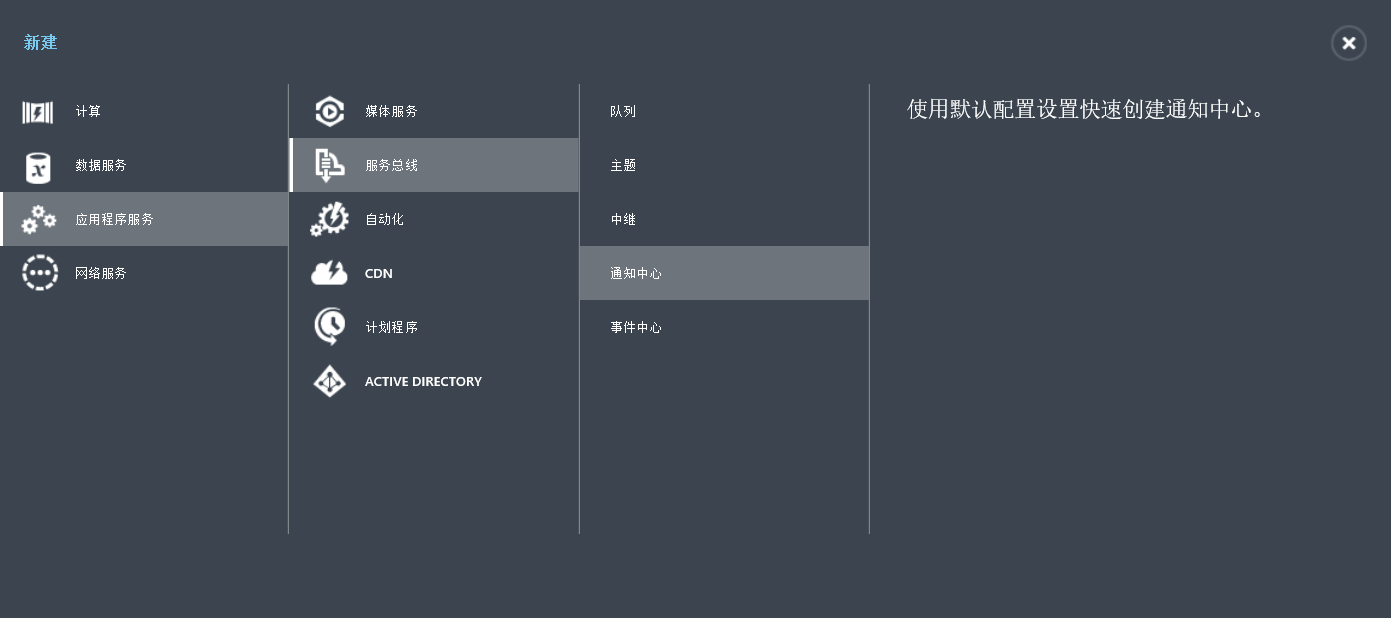 新建
计算
数据服务
应用程序服务
网络服务
媒体服务
服务总线
自动化
CDN
计划程序
ACTIVE DIRECTORY
队列
主题
中继
通知中心
事件中心
使用默认配置设置快速创建通知中心。